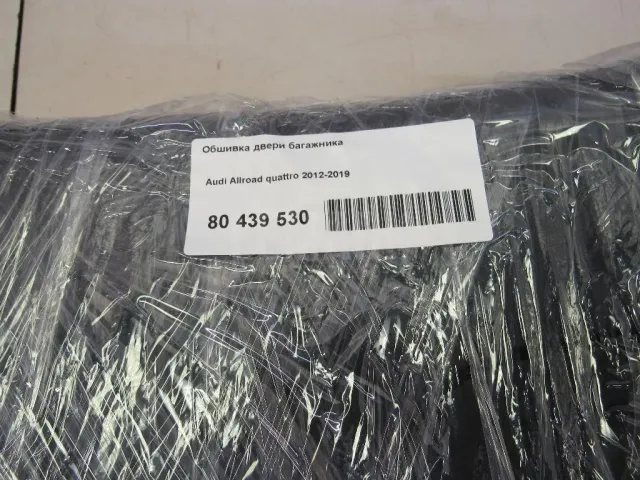 Обшивка двери багажника
Audi Allroad quattro 2012-2019
80 439 530